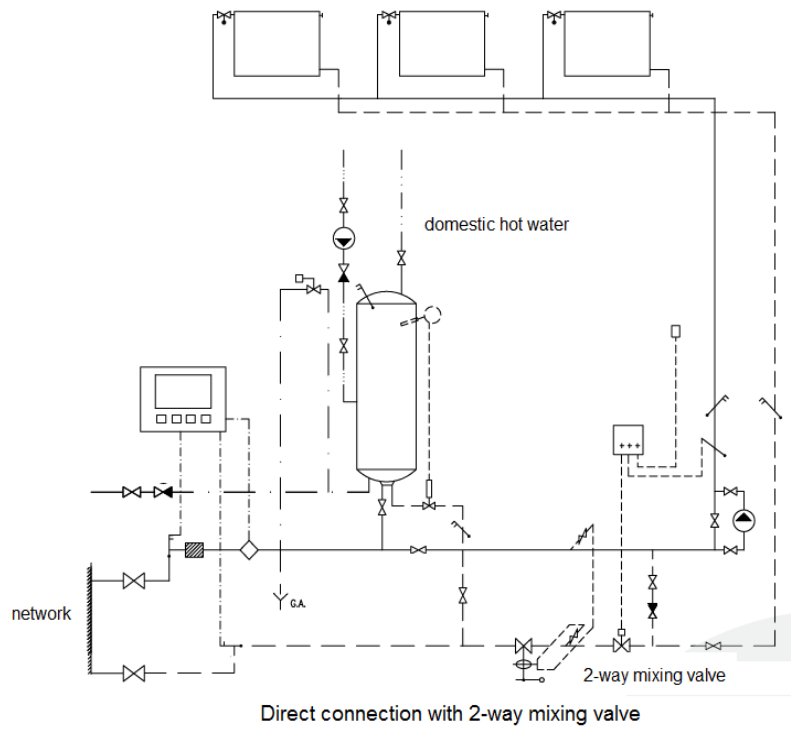 domestic hot water
+++
G.A.
network
2-way mixing valve
Direct connection with 2-way mixing valve